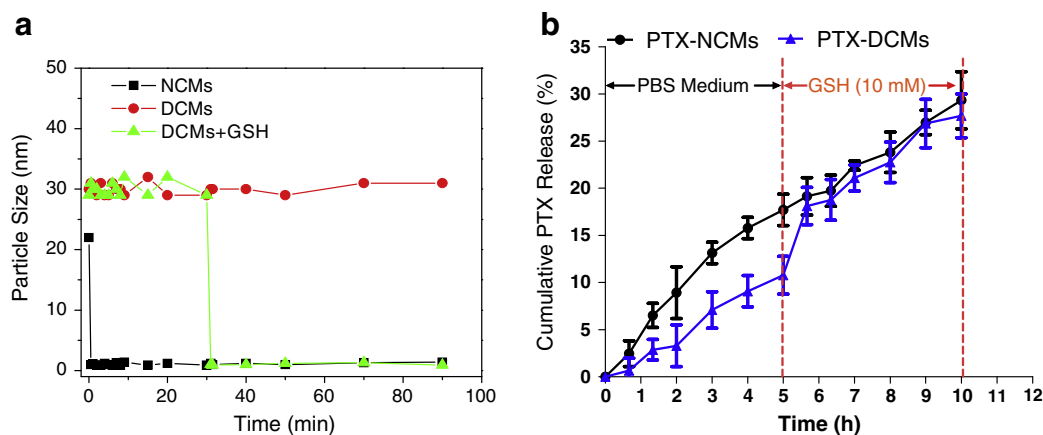 a
50
40
30
20
10
0
Particle Size (nm)
NCMs
DCMs
DCMs+GSH
0 20 40 60 80 100
Time (min)
b
PTX-NCMs PTX-DCMs
35
30
25
20
15
10
5
0
Cumulative PTX Release (%)
PBS Medium GSH (10 mM)
0 1 2 3 4 5 6 7 8 9 10 11 12
Time (h)